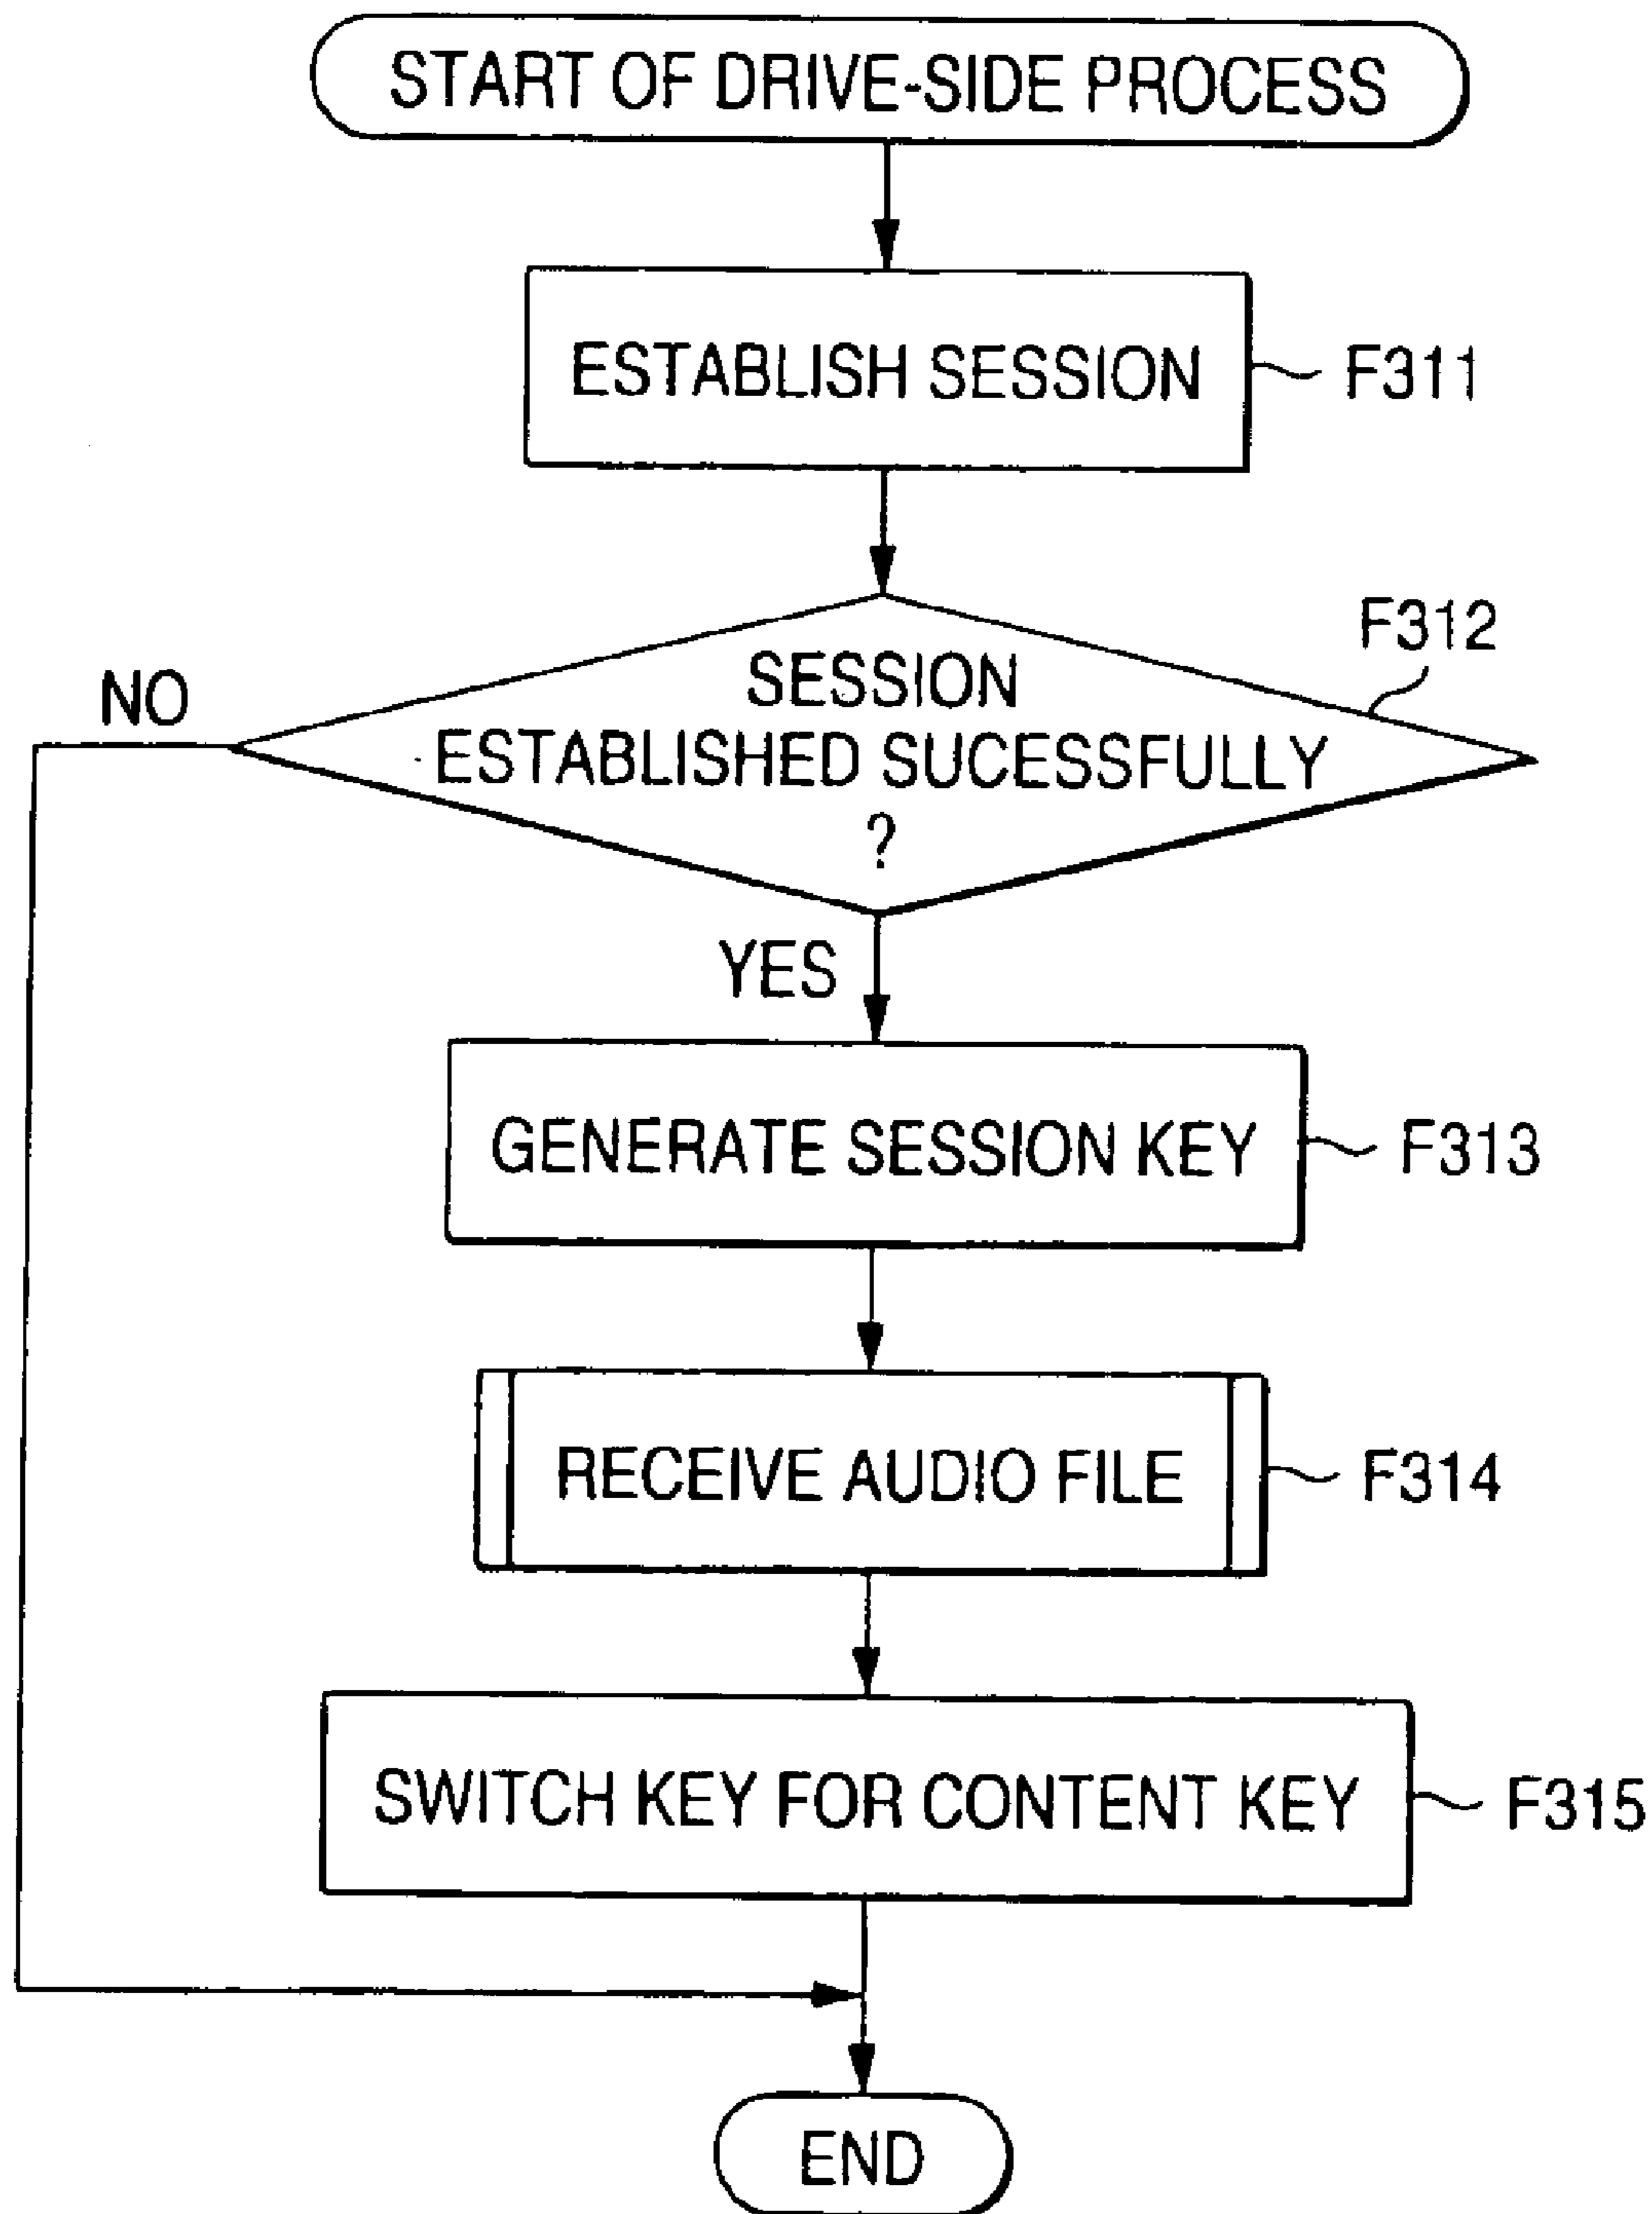 START OF DRIVE-SIDE PROCESS
ESTABLISH SESSION
F311
F312
SESSION
ESTABLISHED SUCESSFULLY
?
NO
YES
GENERATE SESSION KEY
F313
RECEIVE AUDIO FILE
F314
SWITCH KEY FOR CONTENT KEY
F315
END